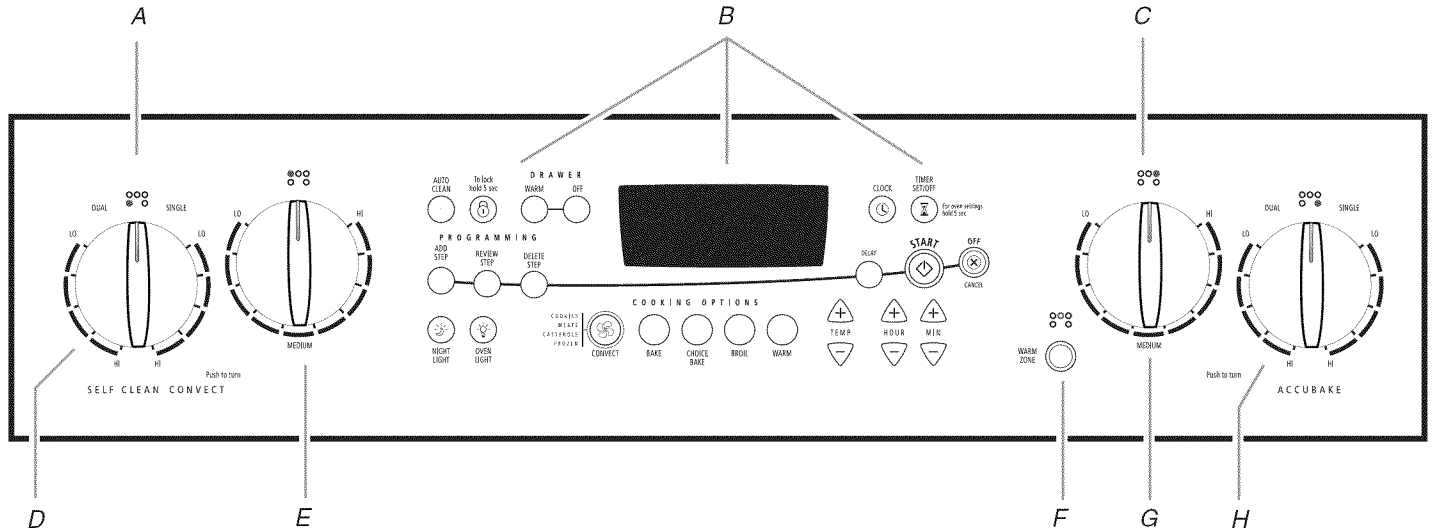 A
B
C
DUAL
SINGLE
LO
LO
HI
HI
SELF CLEAN CONVECT
Push to turn
LO
HI
MEDIUM
AUTO
CLEAN
To lock
hold 5 sec
DRAWER
WARM
OFF
PROGRAMMING
ADD
STEP
REVIEW
STEP
DELETE
STEP
NIGHT
LIGHT
OVEN
LIGHT
CLOCK
TIMER
SET/OFF
For oven settings
hold 5 sec
DELAY
START
OFF
CANCEL
COOKING OPTIONS
COOKIES
MEATS
CASSEROLE
FROZEN
CONVECT
BAKE
CHOICE
BAKE
BROIL
WARM
TEMP
HOUR
MIN
WARM
ZONE
LO
HI
MEDIUM
DUAL
SINGLE
LO
LO
HI
HI
Push to turn
ACCUBAKE
D
E
F
G
H